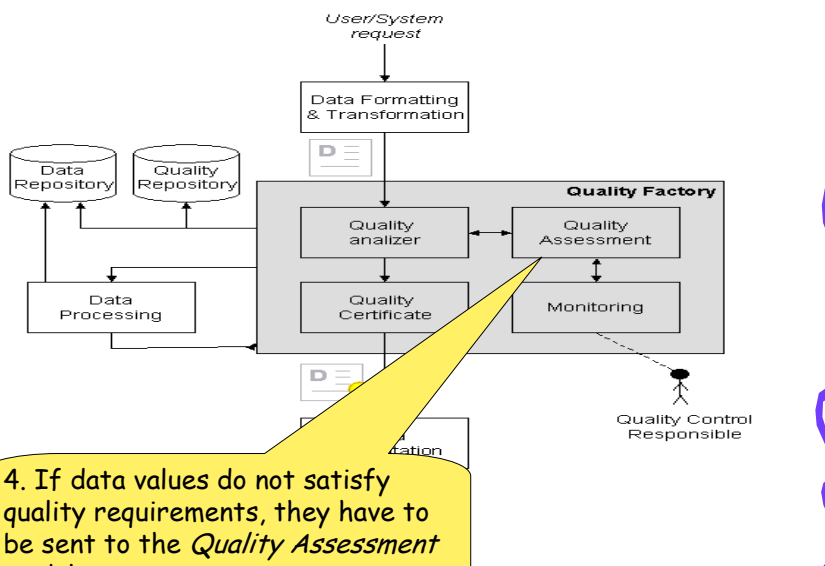 User/System
request
Data Formatting
& Transformation
D
Data
Repository
Quality
Repository
Quality Factory
Quality
analizer
Quality
Assessment
Data
Processing
Quality
Certificate
Monitoring
D
Quality Control
Responsible
4. If data values do not satisfy
quality requirements, they have to
be sent to the Quality Assessment